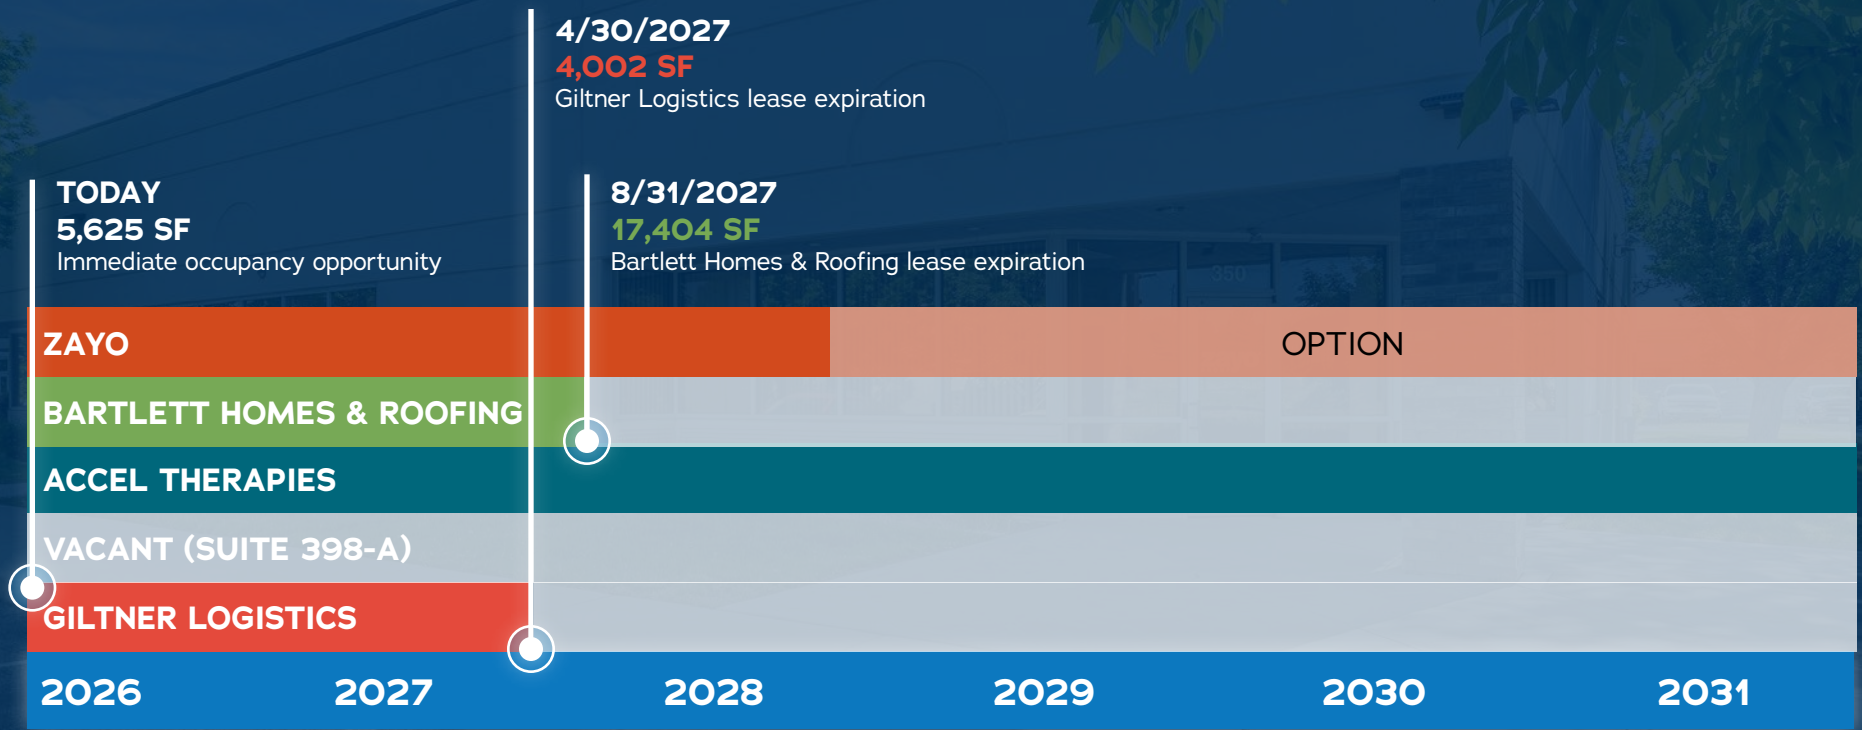 4/30/2027
4,002 SF
Giltner Logistics lease expiration
TODAY
5,625 SF
Immediate occupancy opportunity
8/31/2027
17,404 SF
Bartlett Homes & Roofing lease expiration
350
ZAYO
OPTION
BARTLETT HOMES & ROOFING
ACCEL THERAPIES
VACANT (SUITE 398-A)
GILTNER LOGISTICS
2026
2027
2028
2029
2030
2031